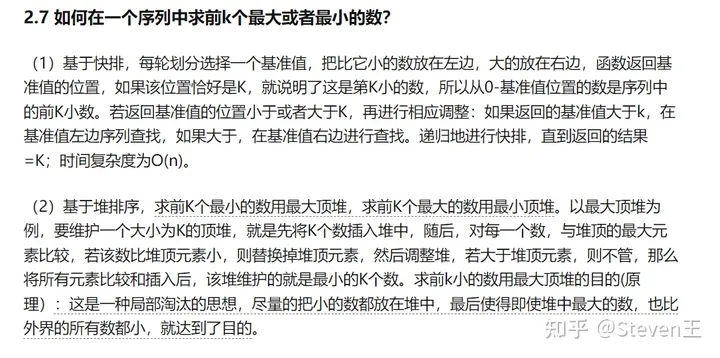 2.7 如何在一个序列中求前k个最大或者最小的数?
（1）基于快排，每轮划分选择一个基准值，把比它小的数放在左边，大的放在右边，函数返回基
准值的位置，如果该位置恰好是K，就说明了这是第K小的数，所以从0-基准值位置的数是序列中
的前K小数。若返回基准值的位置小于或者大于K，再进行相应调整：如果返回的基准值大于k，在
基准值左边序列查找，如果大于，在基准值右边进行查找。递归地进行快排，直到返回的结果
=K；时间复杂度为O(n)。
（2）基于堆排序，求前K个最小的数用最大顶堆，求前K个最大的数用最小顶堆。以最大顶堆为
例，要维护一个大小为K的顶堆，就是先将K个数插入堆中，随后，对每一个数，与堆顶的最大元
素比较，若该数比堆顶元素小，则替换掉堆顶元素，然后调整堆，若大于堆顶元素，则不管，那么
将所有元素比较和插入后，该堆维护的就是最小的K个数。求前k小的数用最大顶堆的目的(原
理）：这是一种局部淘汰的思想，尽量的把小的数都放在堆中，最后使得即使堆中最大的数，也比
外界的所有数都小，就达到了目的。
知乎 @Steven王